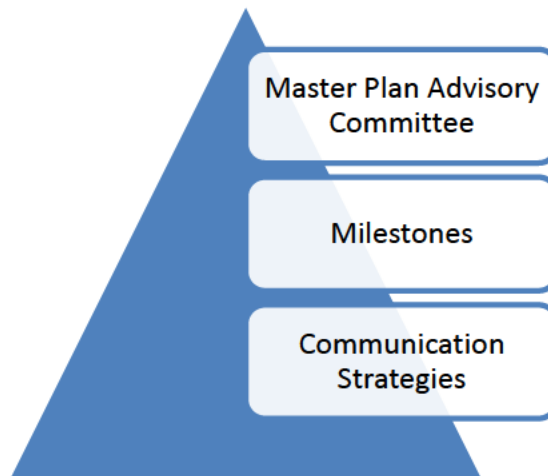 Master Plan Advisory
Committee
Milestones
Communication
Strategies